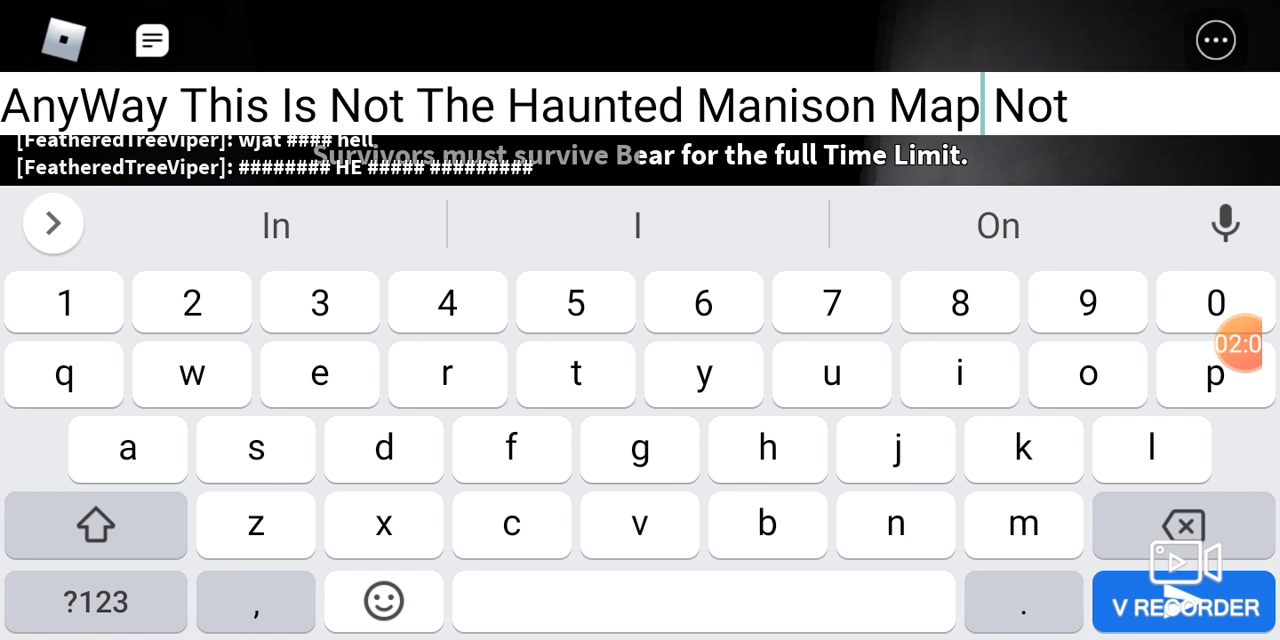 AnyWay This Is Not The Haunted Manison Map Not
[FeatheredTreeViper]: wjat #### hell
Survivors must survive Bear for the full Time Limit.
[FeatheredTreeViper]: ######## HE ##### #########
In I On
1 2 3 4 5 6 7 8 9 0
02:0
q w e r t y u i o p
a s d f g h j k l
z x c v b n m
?123 , . V RECORDER